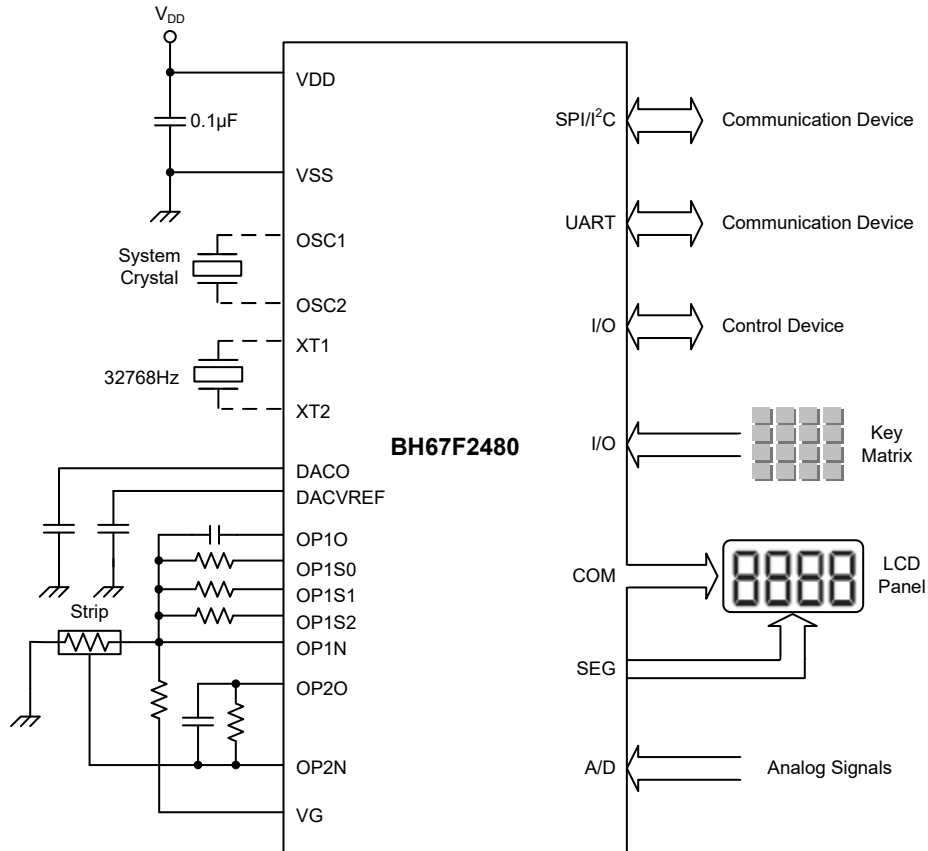 VDD
VDD
0.1µF
VSS
OSC1
System
Crystal
OSC2
XT1
32768Hz
XT2
DACO
DACVREF
OP1O
OP1S0
OP1S1
OP1S2
Strip
OP1N
OP2O
OP2N
VG
BH67F2480
SPI/I²C
Communication Device
UART
Communication Device
I/O
Control Device
I/O
Key
Matrix
COM
8888
LCD
Panel
SEG
A/D
Analog Signals